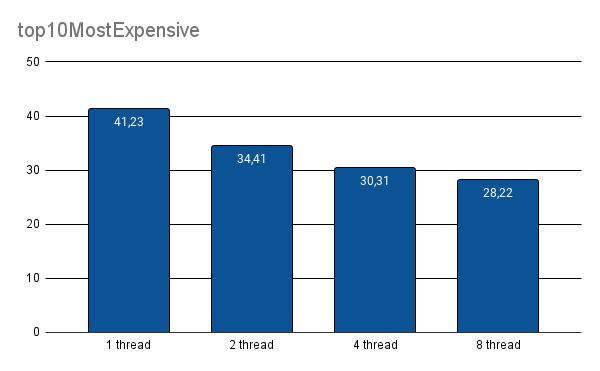 top10MostExpensive
50
40
30
20
10
0
41,23
34,41
30,31
28,22
1 thread
2 thread
4 thread
8 thread